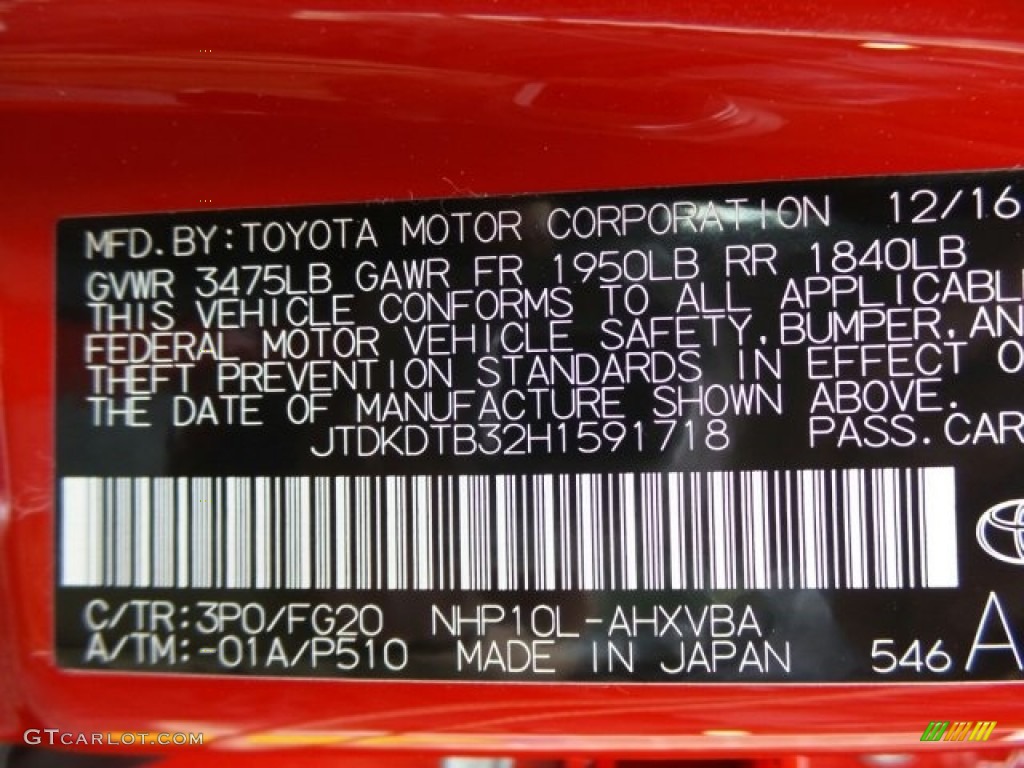 MFD.BY:TOYOTA MOTOR CORPORATION 12/16
GVWR 3475LB GAWR FR 1950LB RR 1840LB
THIS VEHICLE CONFORMS TO ALL APPLICABL
FEDERAL MOTOR VEHICLE SAFETY,BUMPER,AN
THEFT PREVENTION STANDARDS IN EFFECT O
THE DATE OF MANUFACTURE SHOWN ABOVE.
JTDKDTB32H1591718 PASS.CAR
C/TR:3P0/FG20 NHP10L-AHXVBA
A/TM:-01A/P510 MADE IN JAPAN 546 A
GTCARLOT.COM